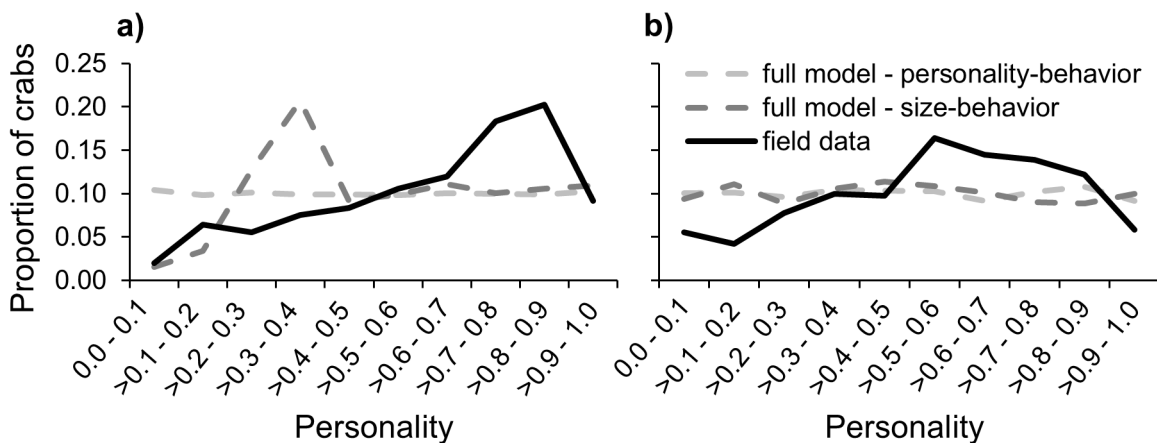 a)
b)
0.25
0.20
0.15
0.10
0.05
0.00
Proportion of crabs
full model - personality-behavior
full model - size-behavior
field data
0.0 - 0.1
>0.1 - 0.2
>0.2 - 0.3
>0.3 - 0.4
>0.4 - 0.5
>0.5 - 0.6
>0.6 - 0.7
>0.7 - 0.8
>0.8 - 0.9
>0.9 - 1.0
0.0 - 0.1
>0.1 - 0.2
>0.2 - 0.3
>0.3 - 0.4
>0.4 - 0.5
>0.5 - 0.6
>0.6 - 0.7
>0.7 - 0.8
>0.8 - 0.9
>0.9 - 1.0
Personality
Personality